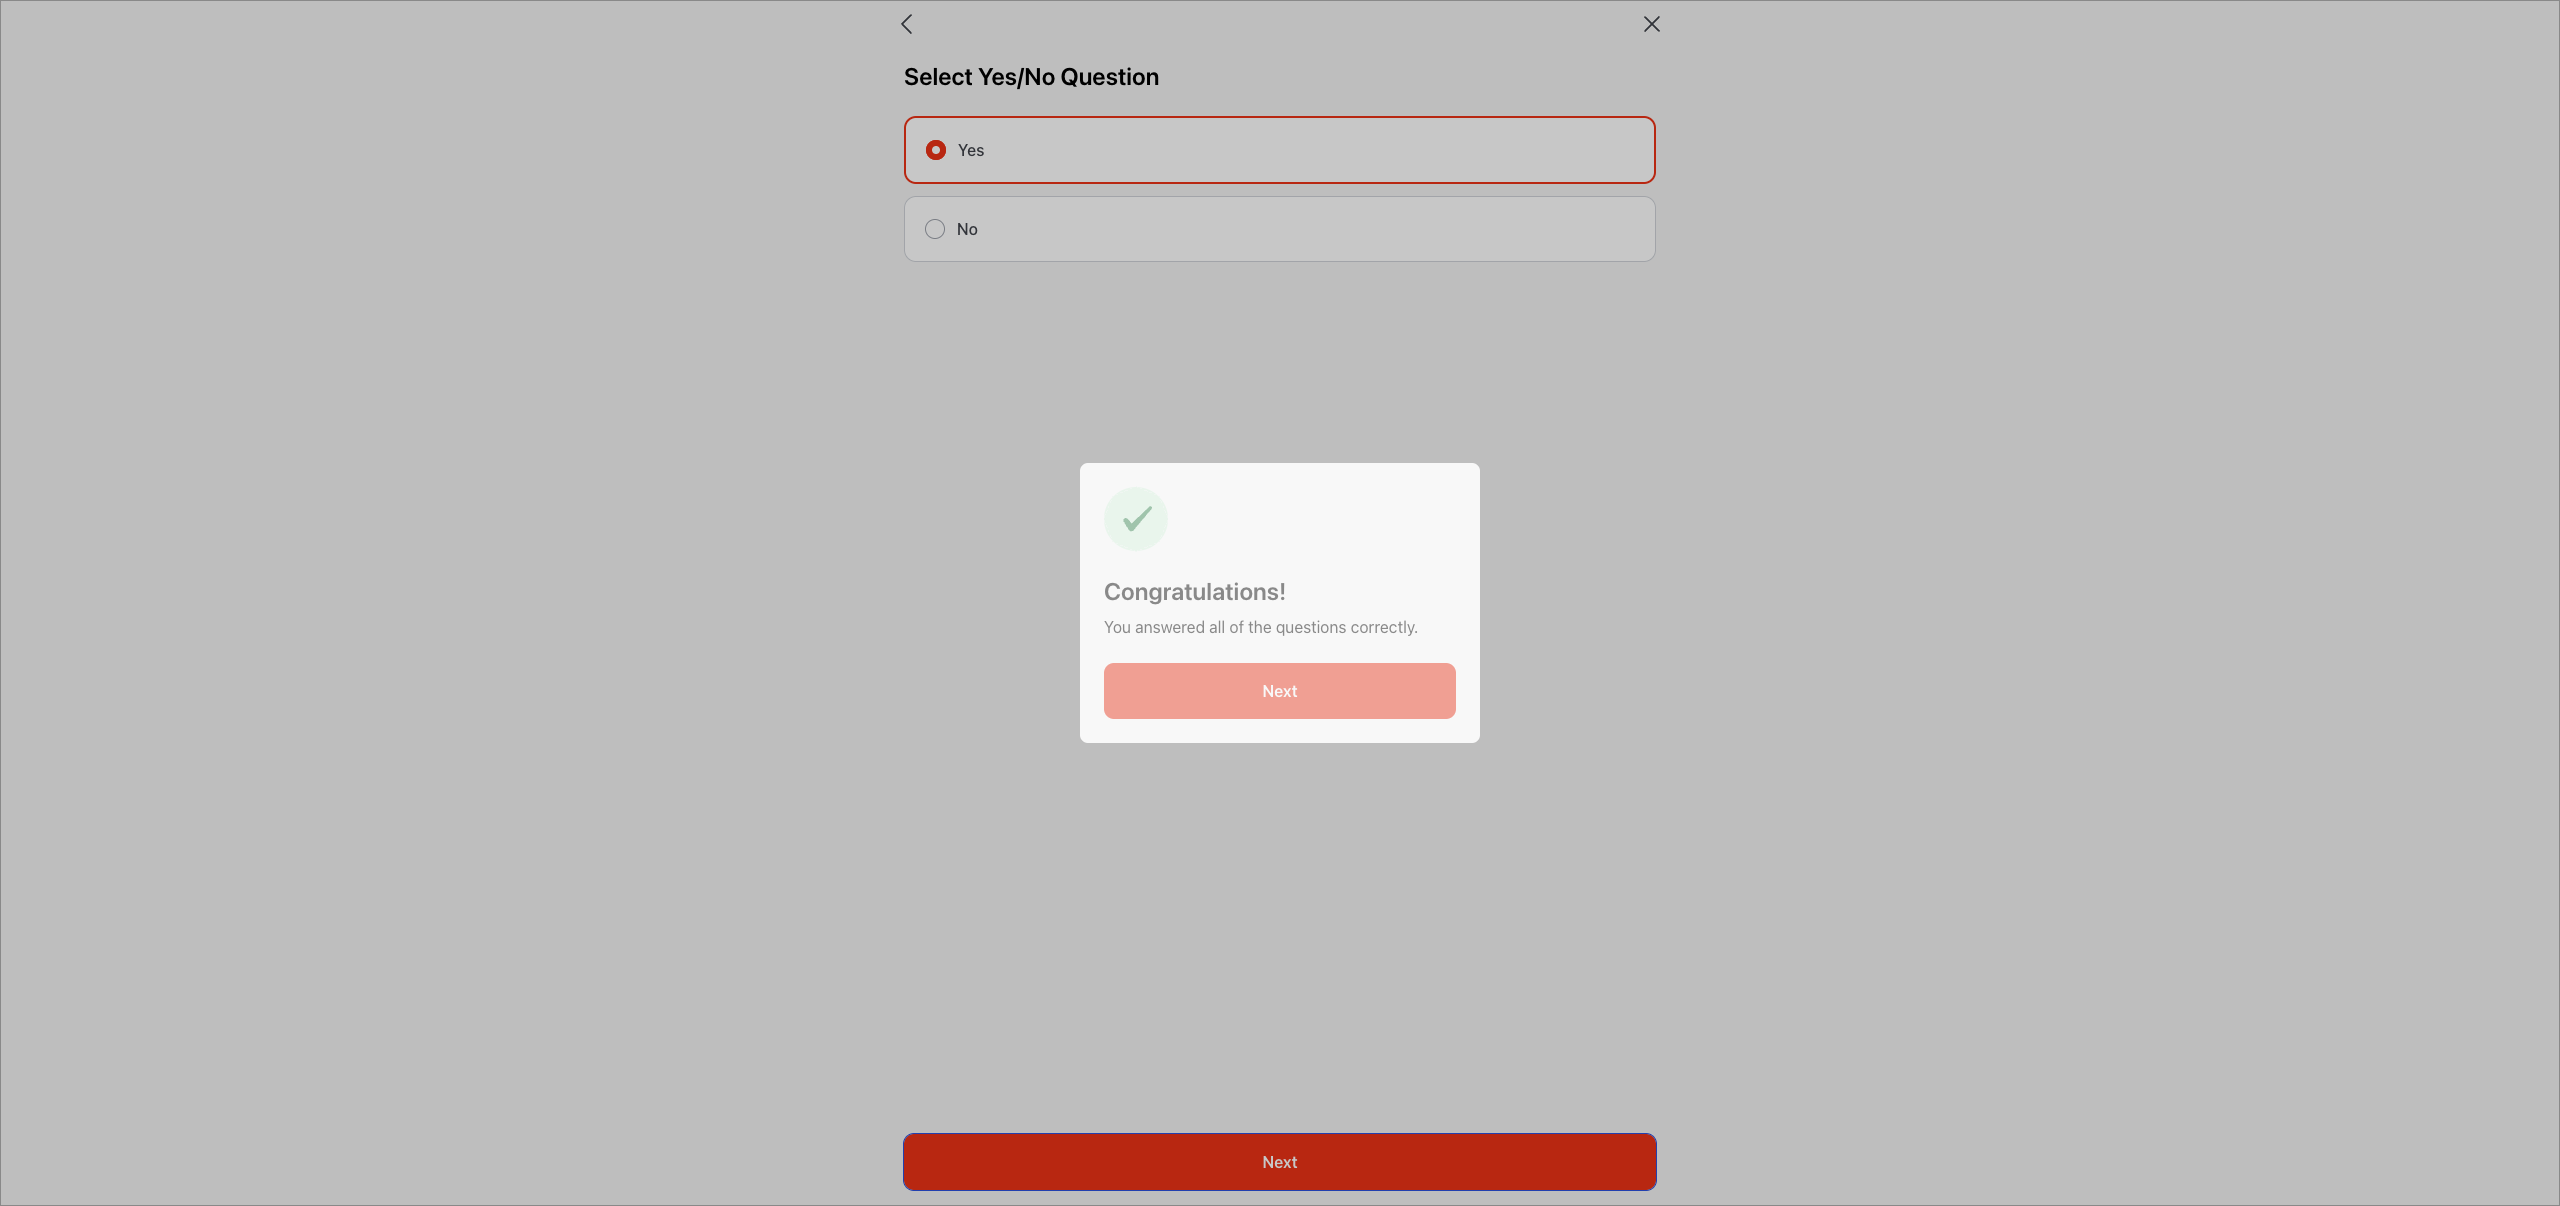 Select Yes/No Question
Yes
No
Congratulations!
You answered all of the questions correctly.
Next
Next